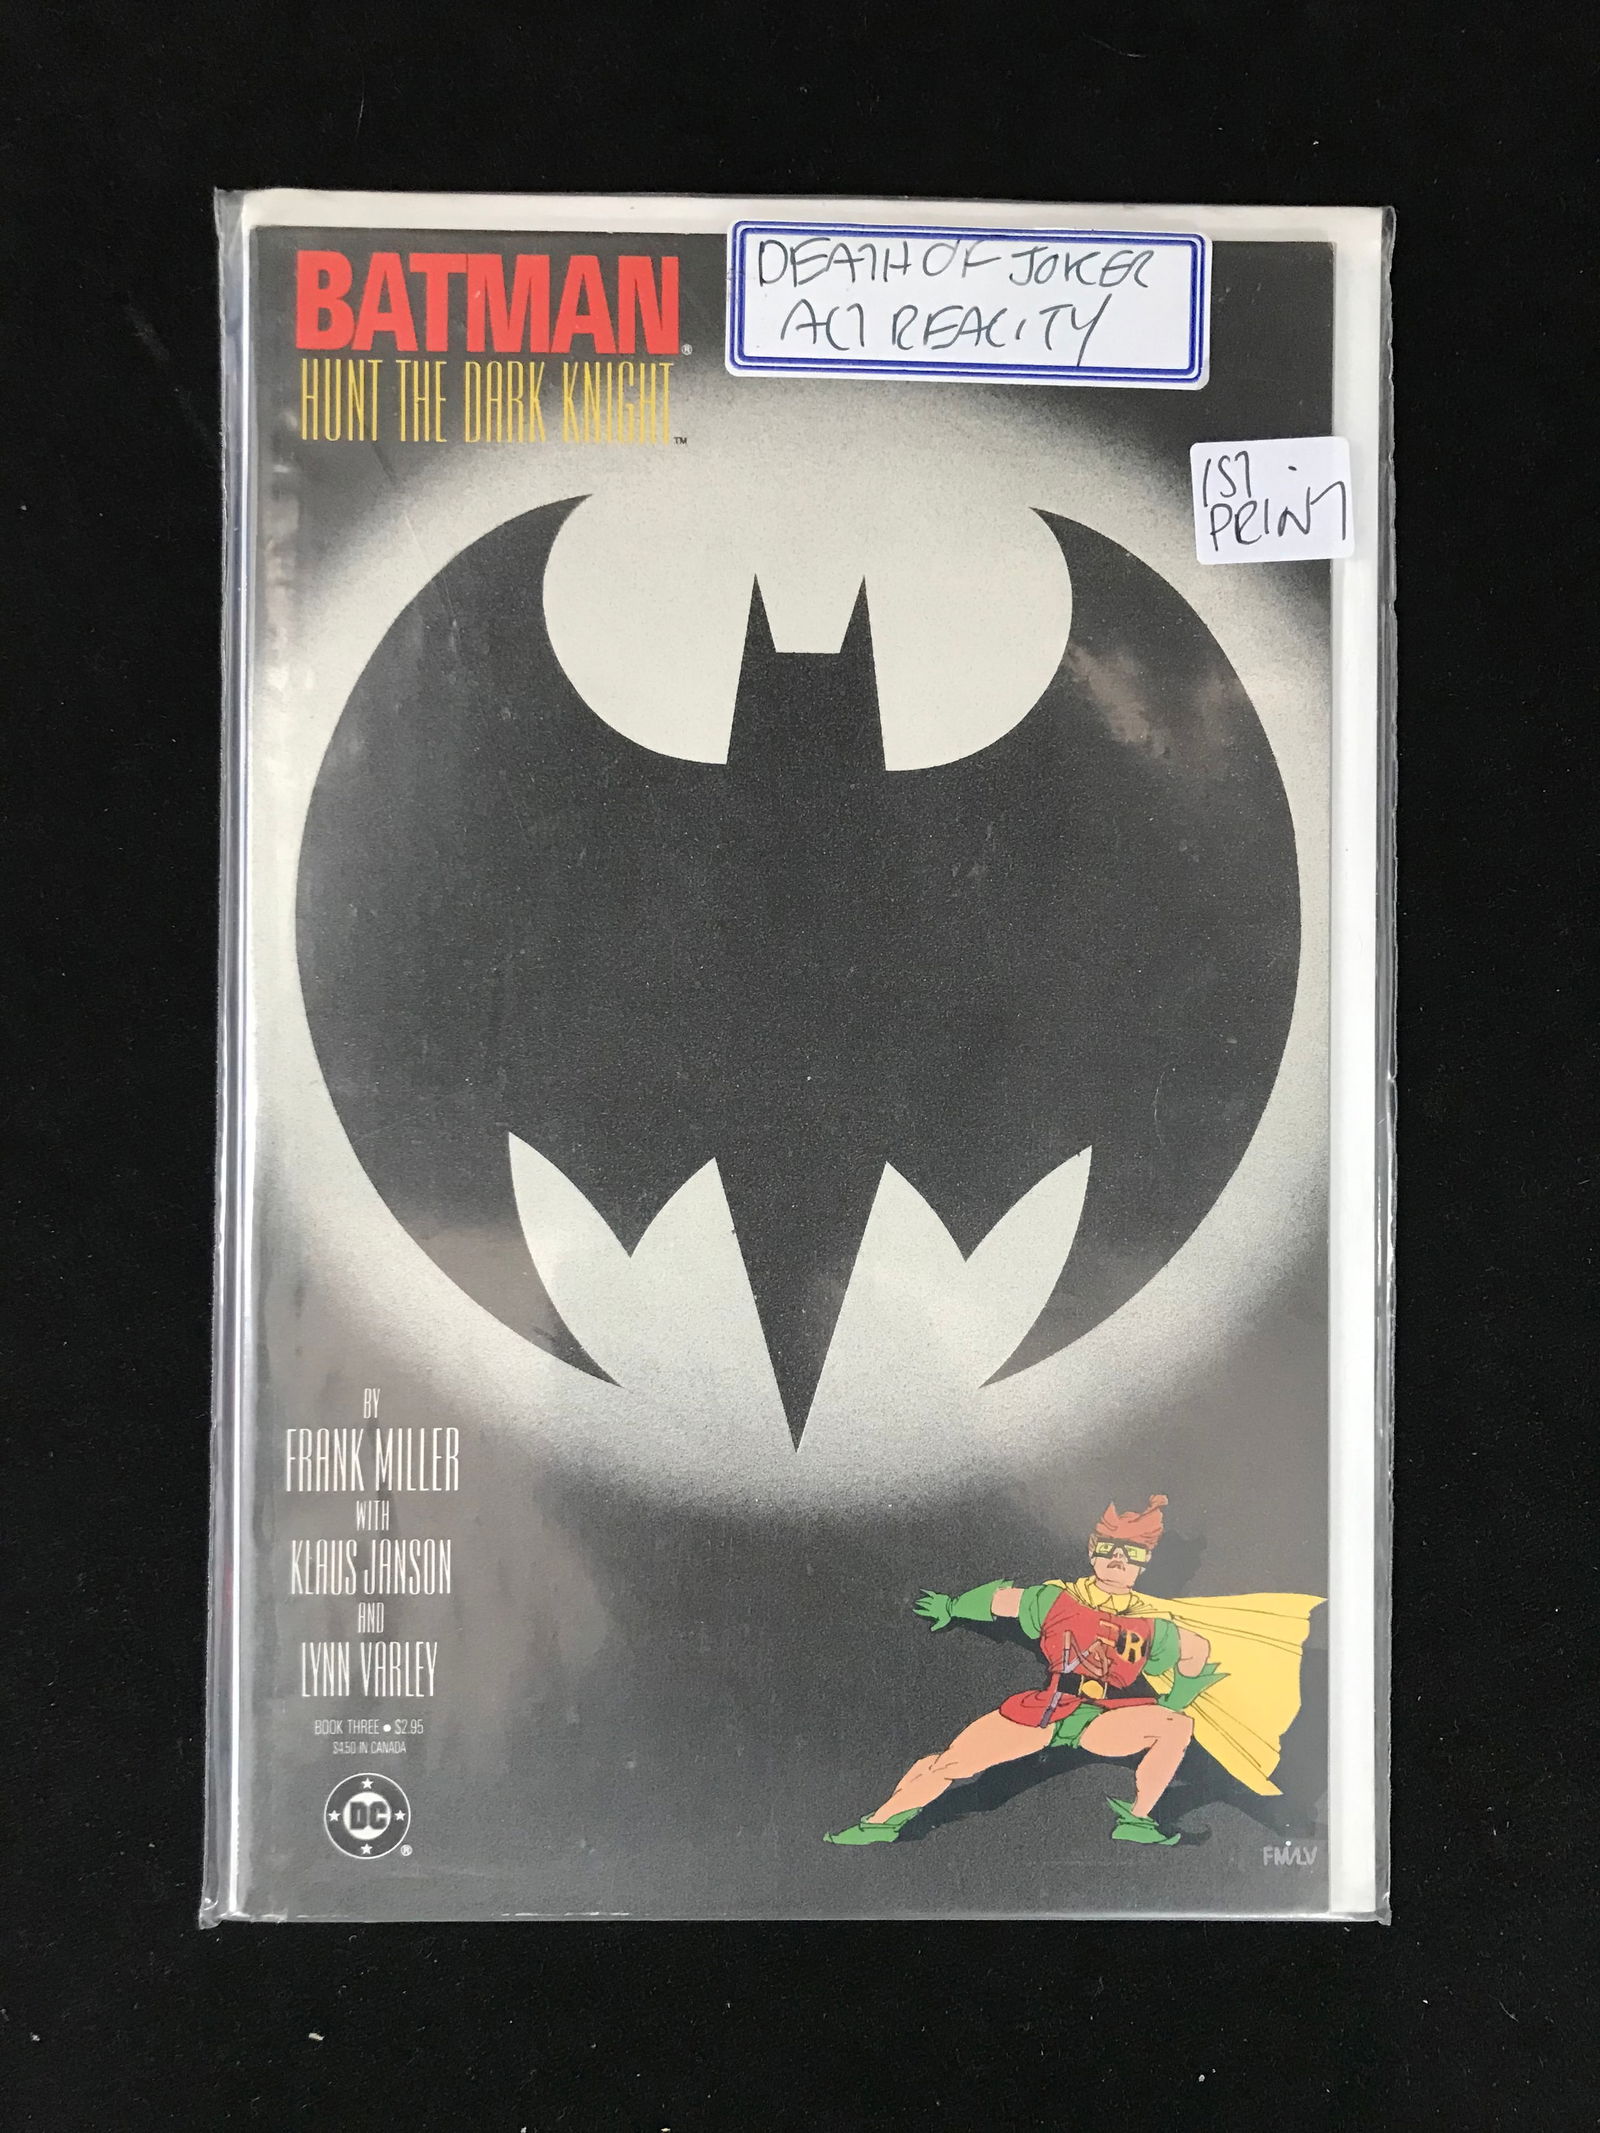 BATMAN®
HUNT THE DARK KNIGHT™
DEATH OF JOKER
ALT REALITY
1ST
PRINT
BY
FRANK MILLER
WITH
KLAUS JANSON
AND
LYNN VARLEY
BOOK THREE • $2.95
$4.50 IN CANADA
DC®
R
FM/LV